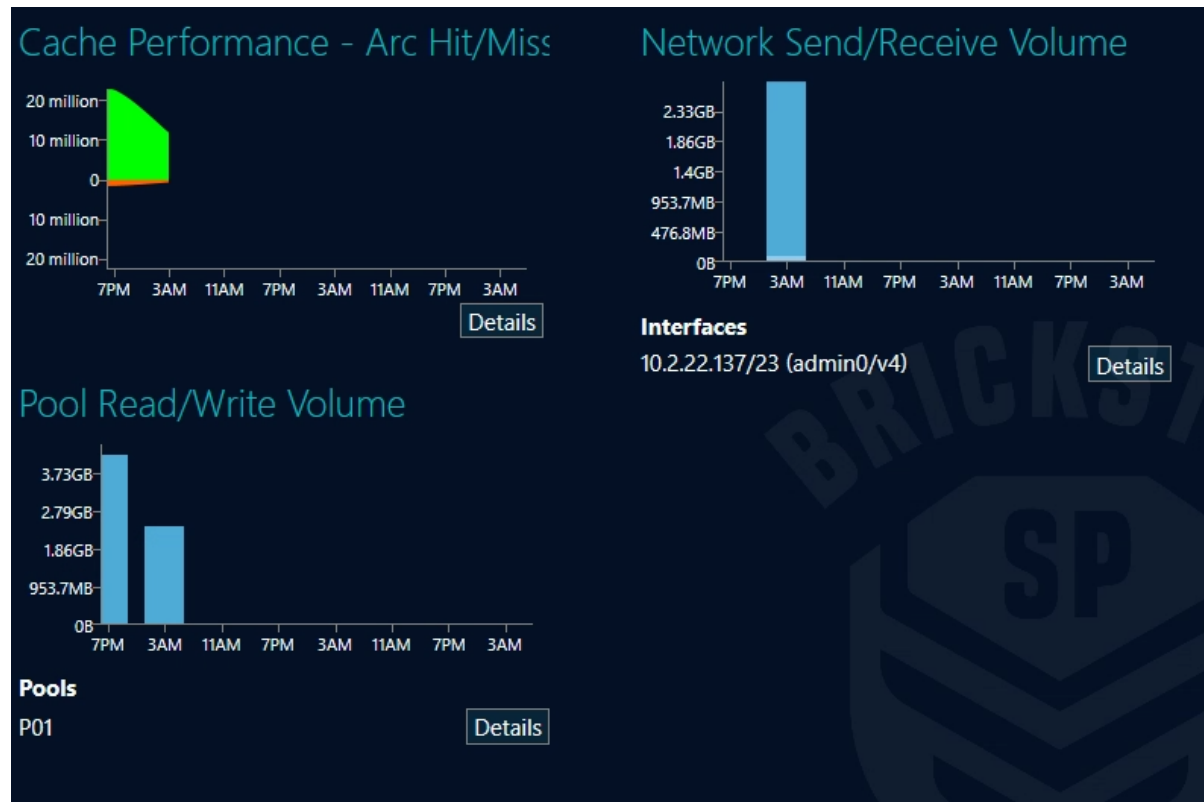 Cache Performance - Arc Hit/Miss
20 million
10 million
0
10 million
20 million
7PM 3AM 11AM 7PM 3AM 11AM 7PM 3AM
Details
Network Send/Receive Volume
2.33GB
1.86GB
1.4GB
953.7MB
476.8MB
0B
7PM 3AM 11AM 7PM 3AM 11AM 7PM 3AM
Interfaces
10.2.22.137/23 (admin0/v4)
Details
Pool Read/Write Volume
3.73GB
2.79GB
1.86GB
953.7MB
0B
7PM 3AM 11AM 7PM 3AM 11AM 7PM 3AM
Pools
P01
Details
BRICKST
SP